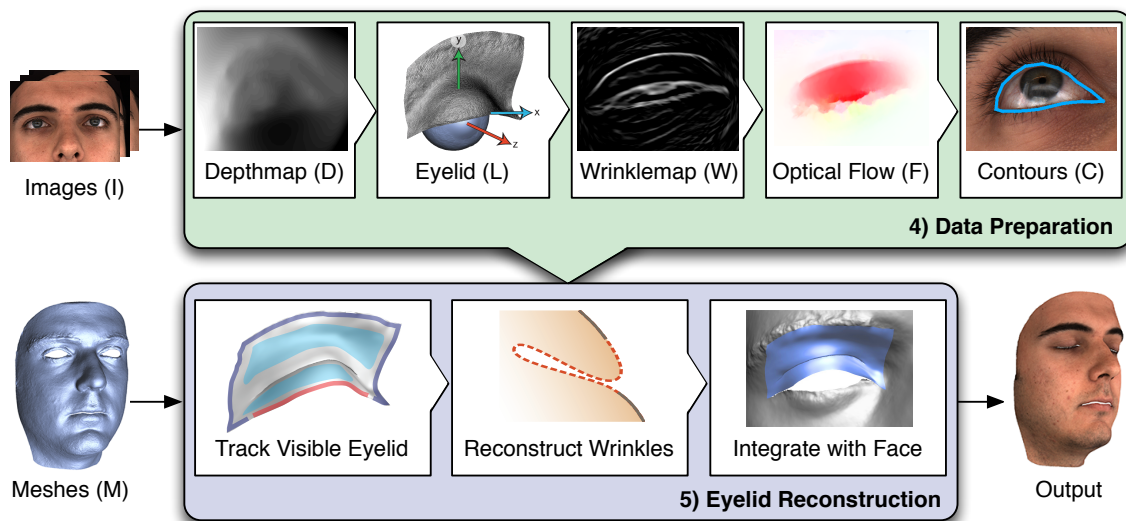 Images (I)
y
x
z
Depthmap (D)
Eyelid (L)
Wrinklemap (W)
Optical Flow (F)
Contours (C)
4) Data Preparation
Meshes (M)
Track Visible Eyelid
Reconstruct Wrinkles
Integrate with Face
5) Eyelid Reconstruction
Output